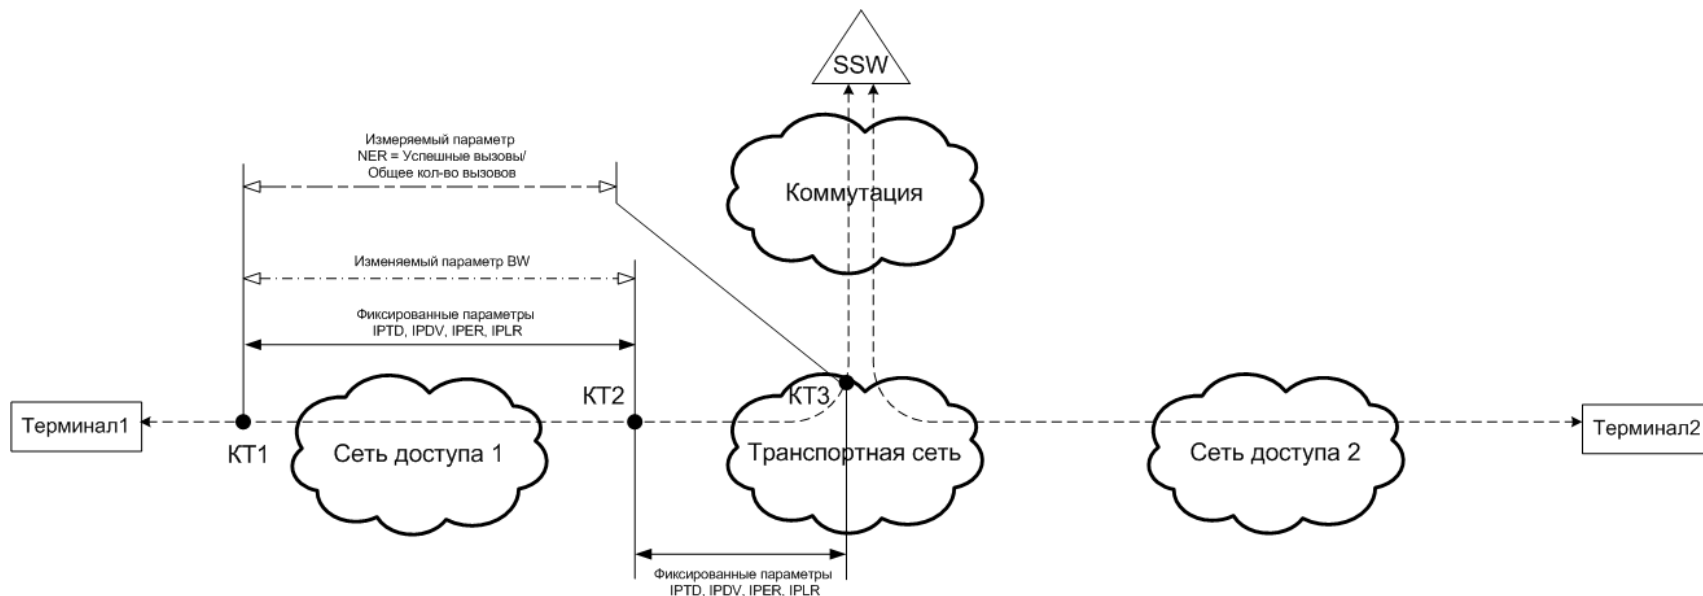 SSW
Измеряемый параметр
NER = Успешные вызовы/
Общее кол-во вызовов
Коммутация
Изменяемый параметр BW
Фиксированные параметры
IPTD, IPDV, IPER, IPLR
КТ2
КТ3
Терминал1
КТ1
Сеть доступа 1
Транспортная сеть
Сеть доступа 2
Терминал2
Фиксированные параметры
IPTD, IPDV, IPER, IPLR